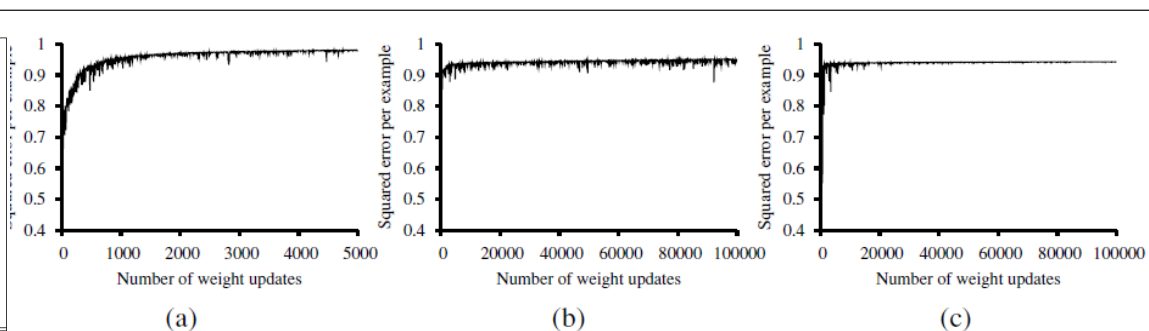 Squared error per example
1
0.9
0.8
0.7
0.6
0.5
0.4
0 1000 2000 3000 4000 5000
Number of weight updates
(a)
Squared error per example
1
0.9
0.8
0.7
0.6
0.5
0.4
0 20000 40000 60000 80000 100000
Number of weight updates
(b)
Squared error per example
1
0.9
0.8
0.7
0.6
0.5
0.4
0 20000 40000 60000 80000 100000
Number of weight updates
(c)